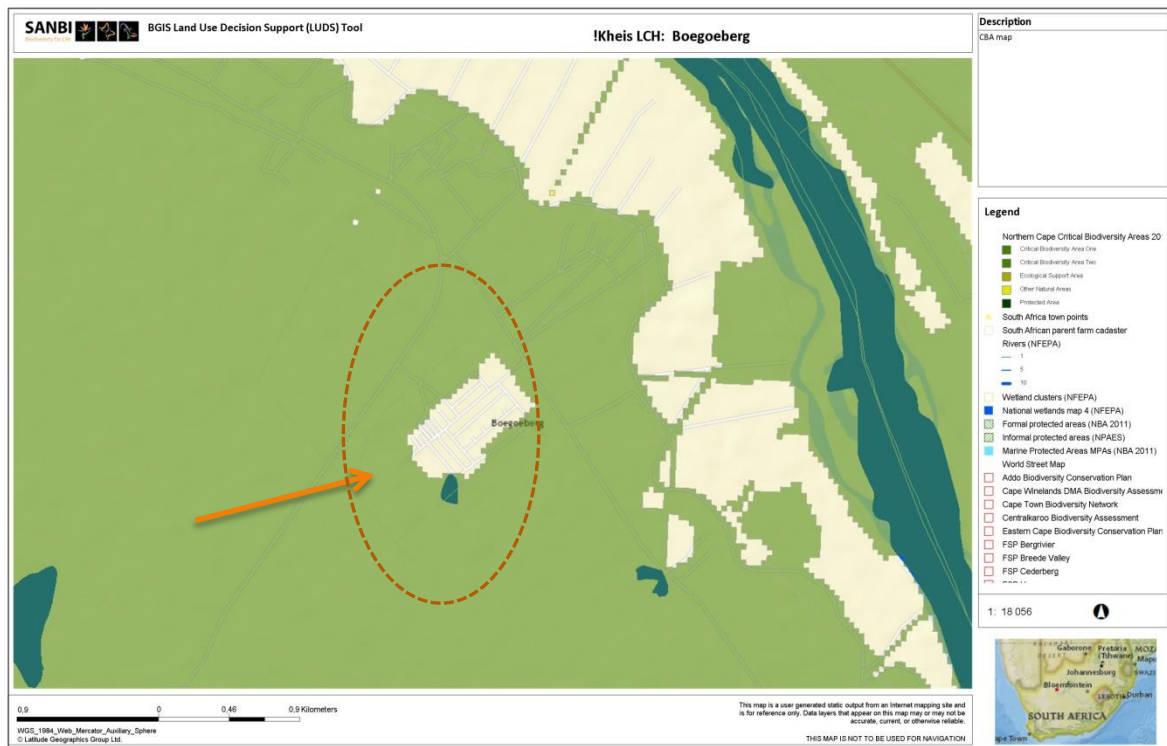 SANBI
Biodiversity for Life
BGIS Land Use Decision Support (LUDS) Tool
!Kheis LCH: Boegoeberg
Boegoeberg
Description
CBA map
Legend
Northern Cape Critical Biodiversity Areas 20
Critical Biodiversity Area One
Critical Biodiversity Area Two
Ecological Support Area
Other Natural Areas
Protected Area
South Africa town points
South African parent farm cadaster
Rivers (NFEPA)
1
5
10
Wetland clusters (NFEPA)
National wetlands map 4 (NFEPA)
Formal protected areas (NBA 2011)
Informal protected areas (NPAES)
Marine Protected Areas MPAs (NBA 2011)
World Street Map
Addo Biodiversity Conservation Plan
Cape Winelands DMA Biodiversity Assessme
Cape Town Biodiversity Network
Centralkaroo Biodiversity Assessment
Eastern Cape Biodiversity Conservation Plan
FSP Bergrivier
FSP Breede Valley
FSP Cederberg
1: 18 056
Gaborone Pretoria MOZ
(Tshwane) Mapu
Johannesburg SWAZI
Bloemfontein
LESOTHO Durban
SOUTH AFRICA
ape Town
0,9 0 0,46 0,9 Kilometers
WGS_1984_Web_Mercator_Auxiliary_Sphere
© Latitude Geographics Group Ltd.
This map is a user generated static output from an Internet mapping site and
is for reference only. Data layers that appear on this map may or may not be
accurate, current, or otherwise reliable.
THIS MAP IS NOT TO BE USED FOR NAVIGATION